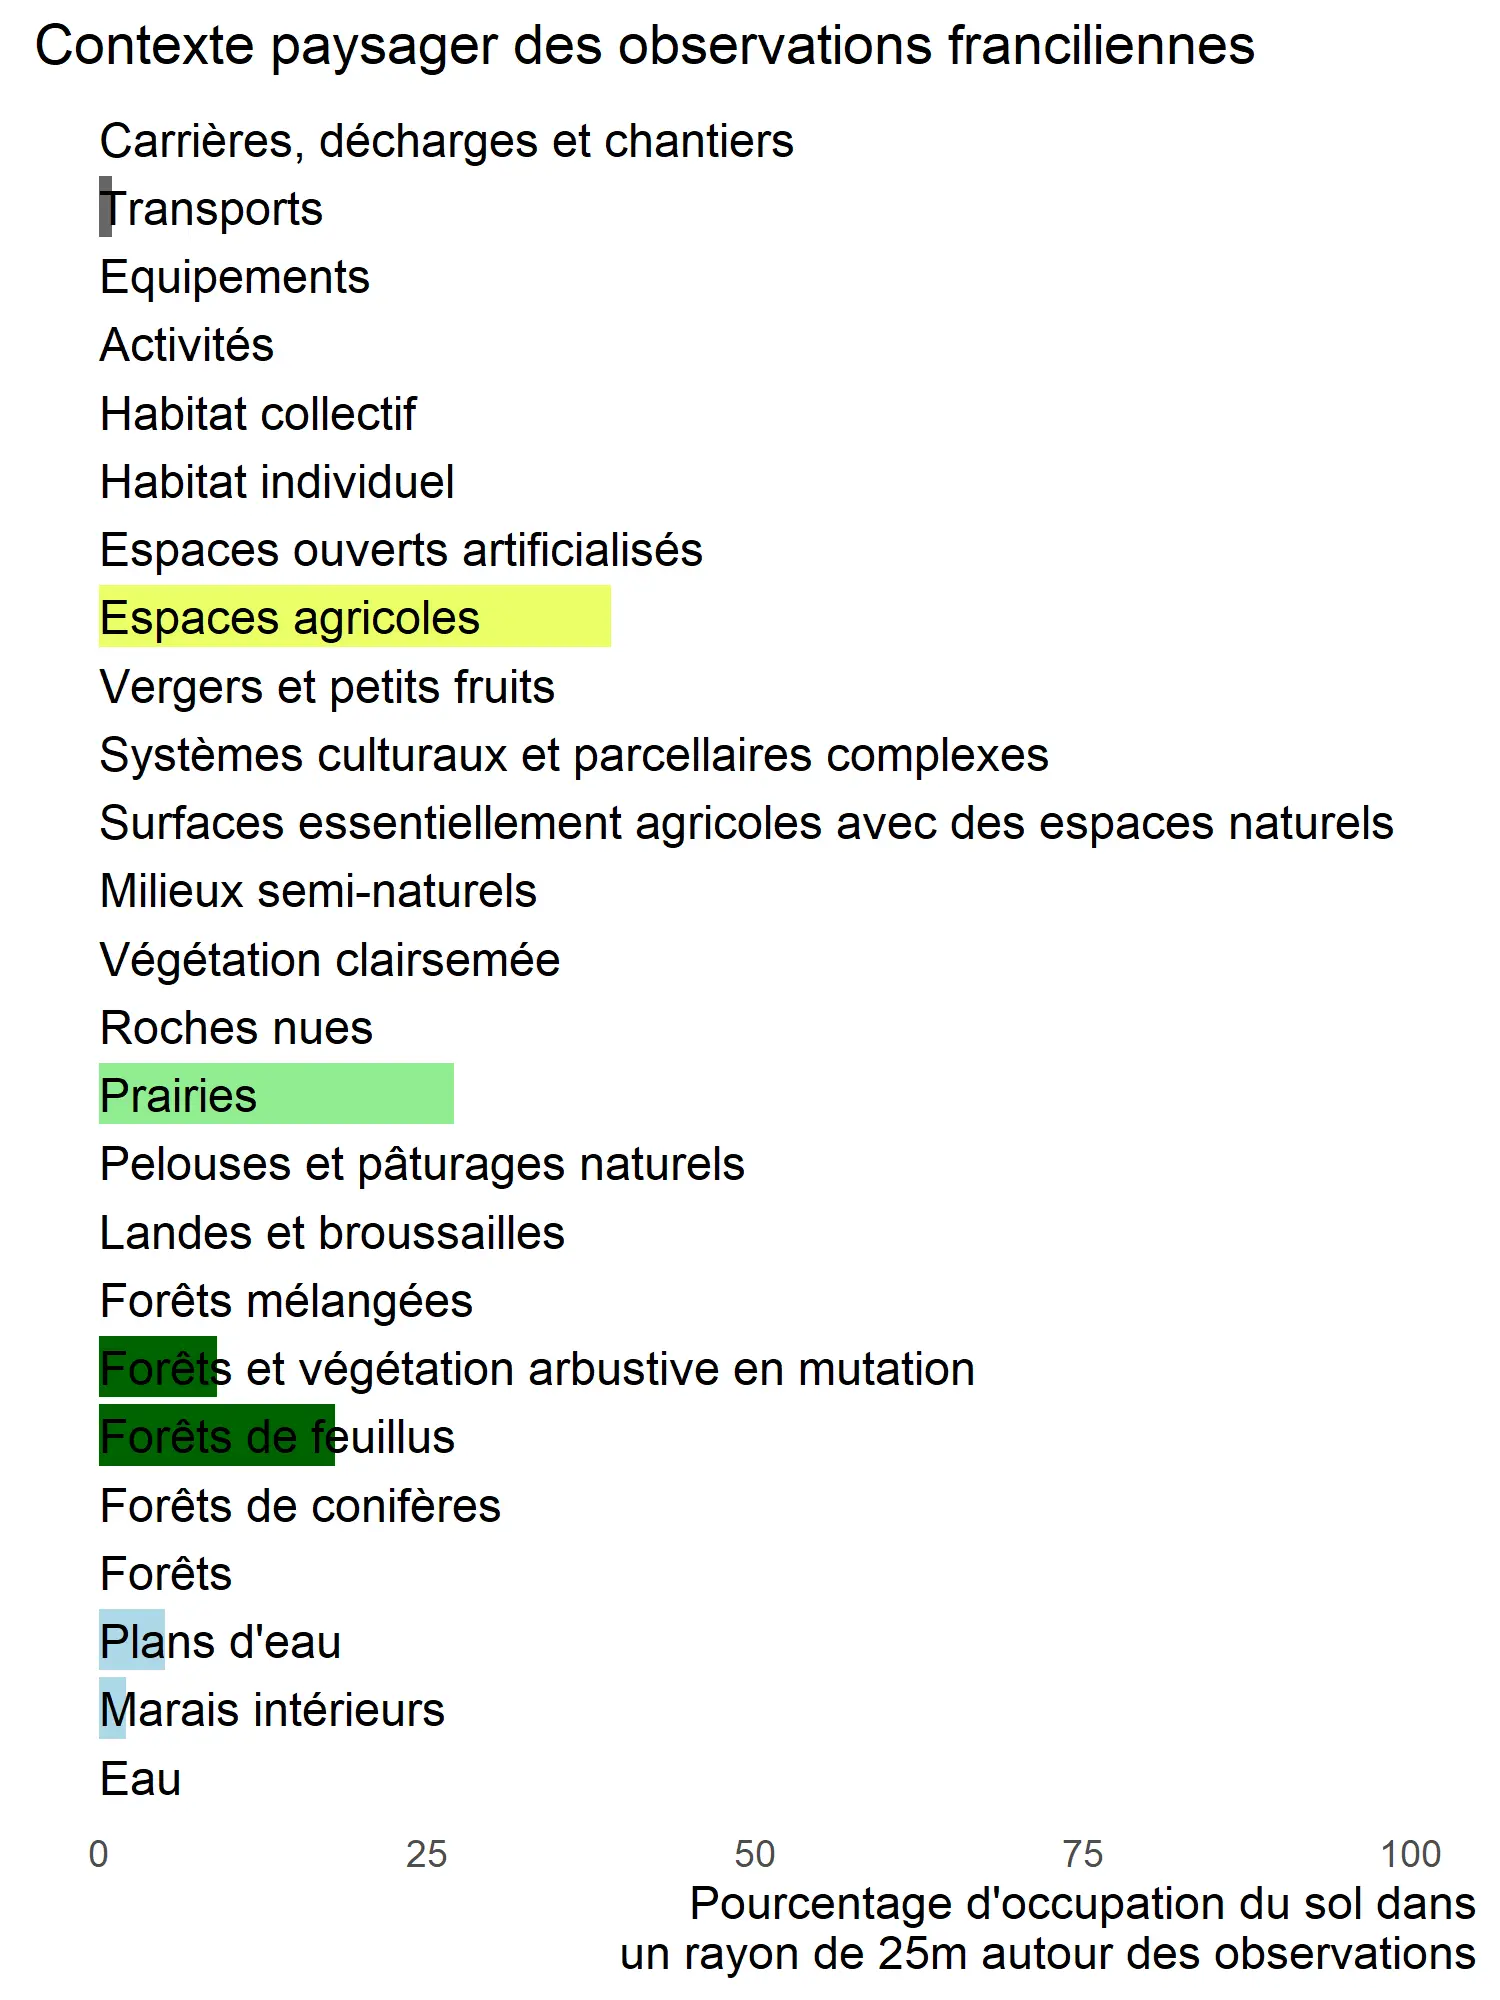 Contexte paysager des observations franciliennes
Carrières, décharges et chantiers
Transports
Equipements
Activités
Habitat collectif
Habitat individuel
Espaces ouverts artificialisés
Espaces agricoles
Vergers et petits fruits
Systèmes culturaux et parcellaires complexes
Surfaces essentiellement agricoles avec des espaces naturels
Milieux semi-naturels
Végétation clairsemée
Roches nues
Prairies
Pelouses et pâturages naturels
Landes et broussailles
Forêts mélangées
Forêts et végétation arbustive en mutation
Forêts de feuillus
Forêts de conifères
Forêts
Plans d'eau
Marais intérieurs
Eau
0 25 50 75 100
Pourcentage d'occupation du sol dans
un rayon de 25m autour des observations